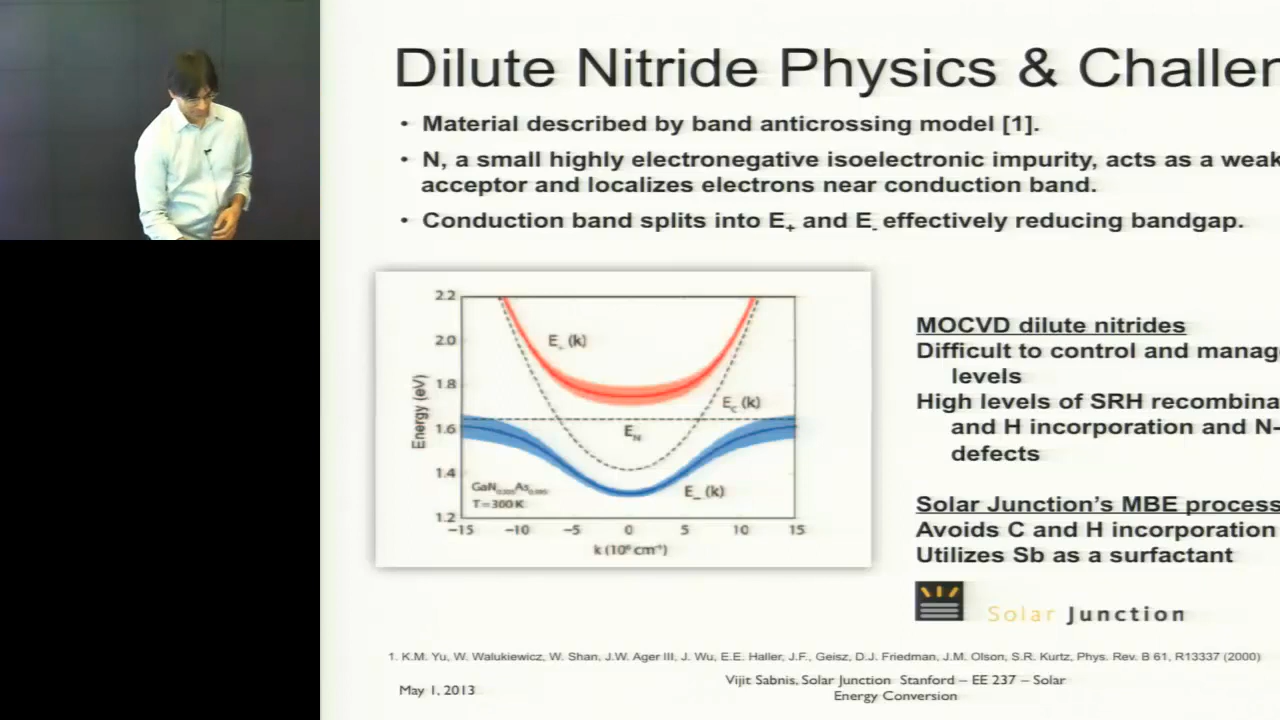 Dilute Nitride Physics & Challen
• Material described by band anticrossing model [1].
• N, a small highly electronegative isoelectronic impurity, acts as a weak
acceptor and localizes electrons near conduction band.
• Conduction band splits into E+ and E- effectively reducing bandgap.
2.2
2.0
1.8
1.6
1.4
1.2
Energy (eV)
E+ (k)
EC (k)
EN
E− (k)
T=300 K
−15 −10 −5 0 5 10 15
MOCVD dilute nitrides
Difficult to control and manag
levels
High levels of SRH recombina
and H incorporation and N-
defects
Solar Junction's MBE process
Avoids C and H incorporation
Utilizes Sb as a surfactant
Solar Junction
1. K.M. Yu, W. Walukiewicz, W. Shan, J.W. Ager III, J. Wu, E.E. Haller, J.F., Geisz, D.J. Friedman, J.M. Olson, S.R. Kurtz, Phys. Rev. B 61, R13337 (2000)
May 1, 2013
Vijit Sabnis, Solar Junction Stanford – EE 237 – Solar
Energy Conversion